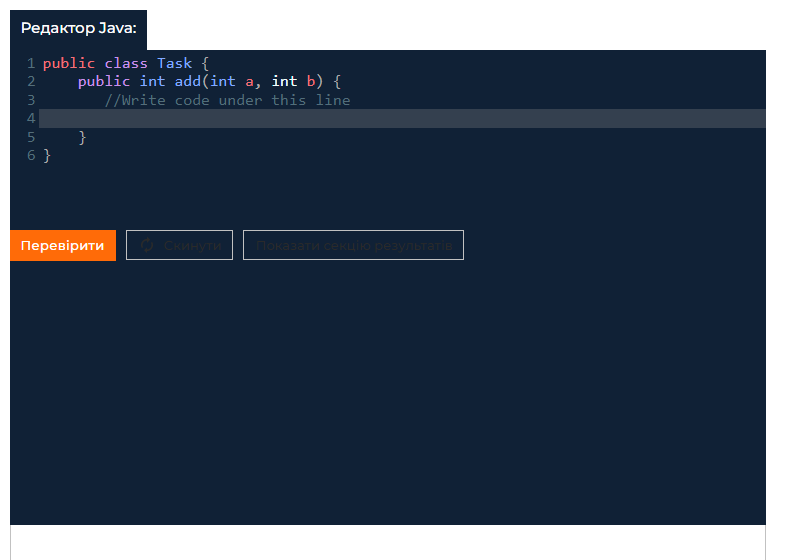 Редактор Java:
1 public class Task {
2     public int add(int a, int b) {
3        //Write code under this line
4
5     }
6 }
Перевірити Скинути Показати секцію результатів